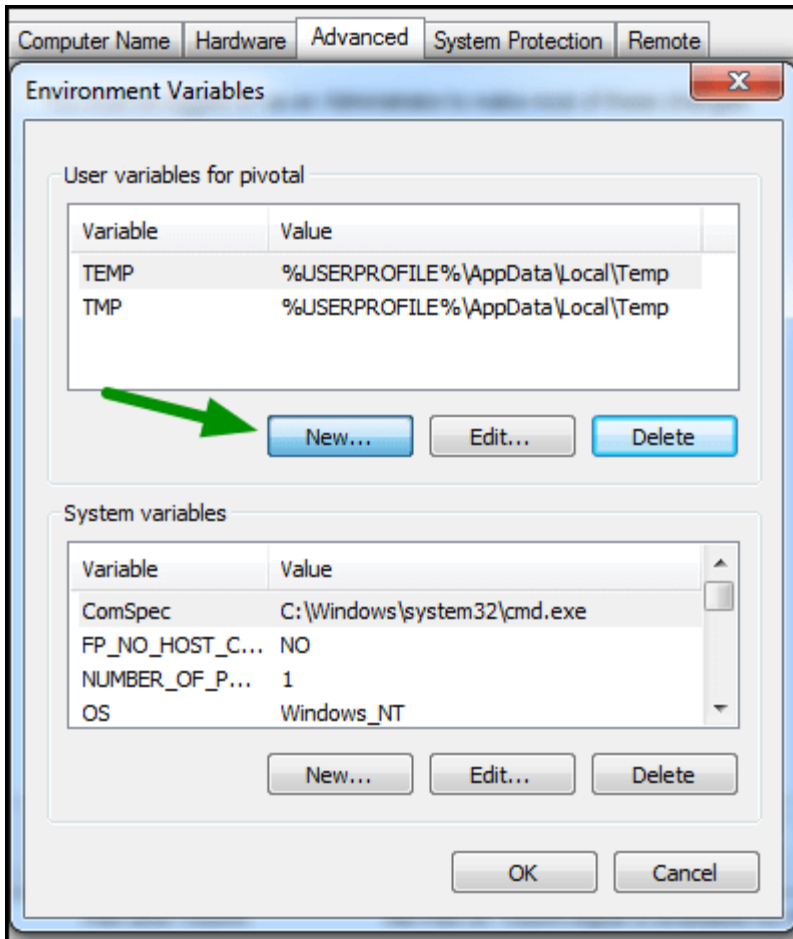 Computer Name Hardware Advanced System Protection Remote
Environment Variables
User variables for pivotal
Variable Value
TEMP %USERPROFILE%\AppData\Local\Temp
TMP %USERPROFILE%\AppData\Local\Temp
New... Edit... Delete
System variables
Variable Value
ComSpec C:\Windows\system32\cmd.exe
FP_NO_HOST_C... NO
NUMBER_OF_P... 1
OS Windows_NT
New... Edit... Delete
OK Cancel